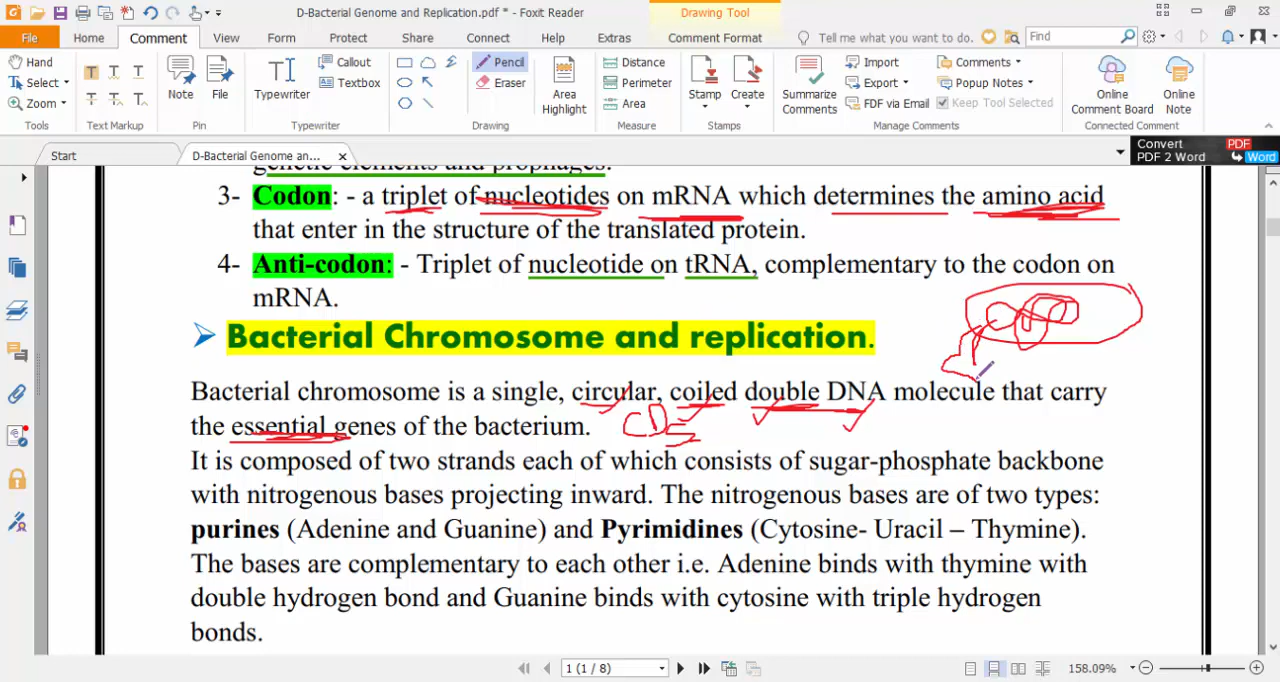 D-Bacterial Genome and Replication.pdf * - Foxit Reader
Drawing Tool
File Home Comment View Form Protect Share Connect Help Extras Comment Format
Tell me what you want to do.
Find
Hand
Select
Zoom
Tools
Text Markup
Note
File
Pin
Typewriter
Callout
Textbox
Typewriter
Pencil
Eraser
Drawing
Area
Highlight
Distance
Perimeter
Area
Measure
Stamp
Create
Stamps
Summarize
Comments
Import
Export
FDF via Email
Comments
Popup Notes
Keep Tool Selected
Manage Comments
Online
Comment Board
Online
Note
Connected Comment
Start
D-Bacterial Genome an...
Convert PDF
PDF 2 Word Word
genetic elements and prophages.
3- Codon: - a triplet of nucleotides on mRNA which determines the amino acid
that enter in the structure of the translated protein.
4- Anti-codon: - Triplet of nucleotide on tRNA, complementary to the codon on
mRNA.
Bacterial Chromosome and replication.
Bacterial chromosome is a single, circular, coiled double DNA molecule that carry
the essential genes of the bacterium.
It is composed of two strands each of which consists of sugar-phosphate backbone
with nitrogenous bases projecting inward. The nitrogenous bases are of two types:
purines (Adenine and Guanine) and Pyrimidines (Cytosine- Uracil – Thymine).
The bases are complementary to each other i.e. Adenine binds with thymine with
double hydrogen bond and Guanine binds with cytosine with triple hydrogen
bonds.
1 (1 / 8)
158.09%